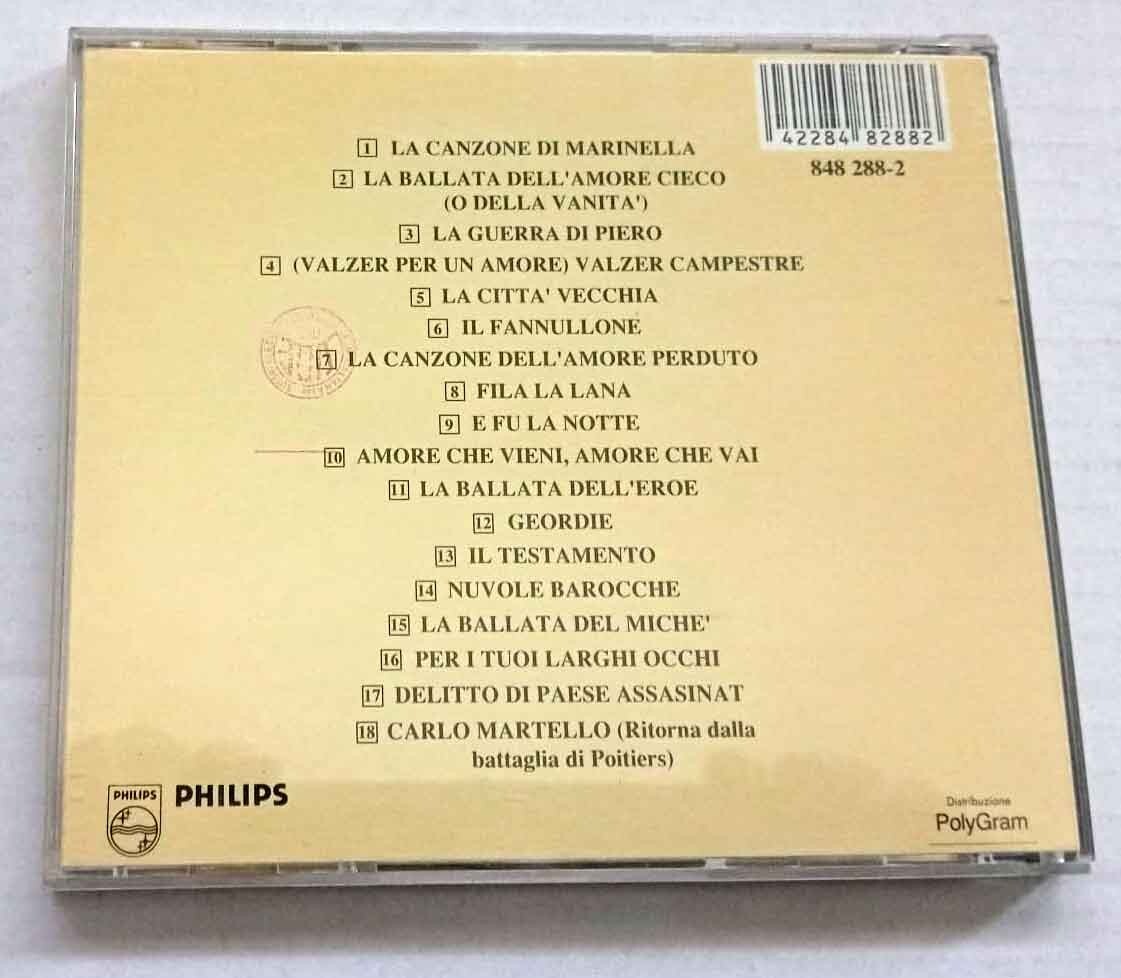 42284 82882
848 288-2
1 LA CANZONE DI MARINELLA
2 LA BALLATA DELL'AMORE CIECO
(O DELLA VANITA')
3 LA GUERRA DI PIERO
4 (VALZER PER UN AMORE) VALZER CAMPESTRE
5 LA CITTA' VECCHIA
6 IL FANNULLONE
7 LA CANZONE DELL'AMORE PERDUTO
8 FILA LA LANA
9 E FU LA NOTTE
10 AMORE CHE VIENI, AMORE CHE VAI
11 LA BALLATA DELL'EROE
12 GEORDIE
13 IL TESTAMENTO
14 NUVOLE BAROCCHE
15 LA BALLATA DEL MICHE'
16 PER I TUOI LARGHI OCCHI
17 DELITTO DI PAESE ASSASINAT
18 CARLO MARTELLO (Ritorna dalla
battaglia di Poitiers)
PHILIPS
PHILIPS
Distribuzione
PolyGram